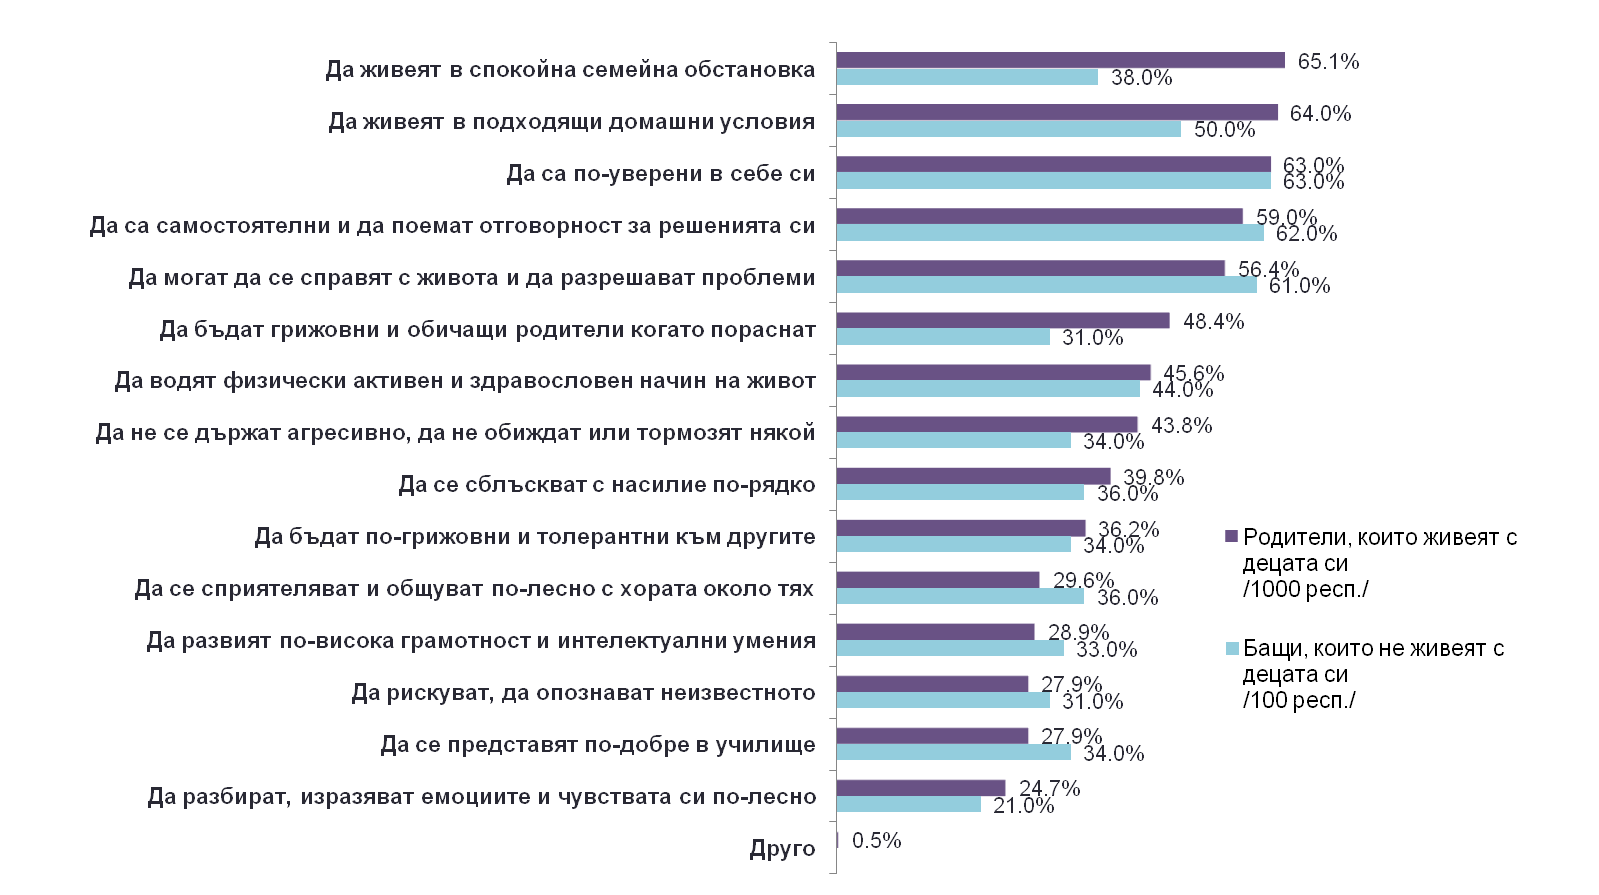 Да живеят в спокойна семейна обстановка
65.1%
38.0%
Да живеят в подходящи домашни условия
64.0%
50.0%
Да са по-уверени в себе си
63.0%
63.0%
Да са самостоятелни и да поемат отговорност за решенията си
59.0%
62.0%
Да могат да се справят с живота и да разрешават проблеми
56.4%
61.0%
Да бъдат грижовни и обичащи родители когато пораснат
48.4%
31.0%
Да водят физически активен и здравословен начин на живот
45.6%
44.0%
Да не се държат агресивно, да не обиждат или тормозят някой
43.8%
34.0%
Да се сблъскват с насилие по-рядко
39.8%
36.0%
Да бъдат по-грижовни и толерантни към другите
36.2%
34.0%
Да се сприятеляват и общуват по-лесно с хората около тях
29.6%
36.0%
Да развият по-висока грамотност и интелектуални умения
28.9%
33.0%
Да рискуват, да опознават неизвестното
27.9%
31.0%
Да се представят по-добре в училище
27.9%
34.0%
Да разбират, изразяват емоциите и чувствата си по-лесно
24.7%
21.0%
Друго
0.5%
Родители, които живеят с
децата си
/1000 респ./
Бащи, които не живеят с
децата си
/100 респ./